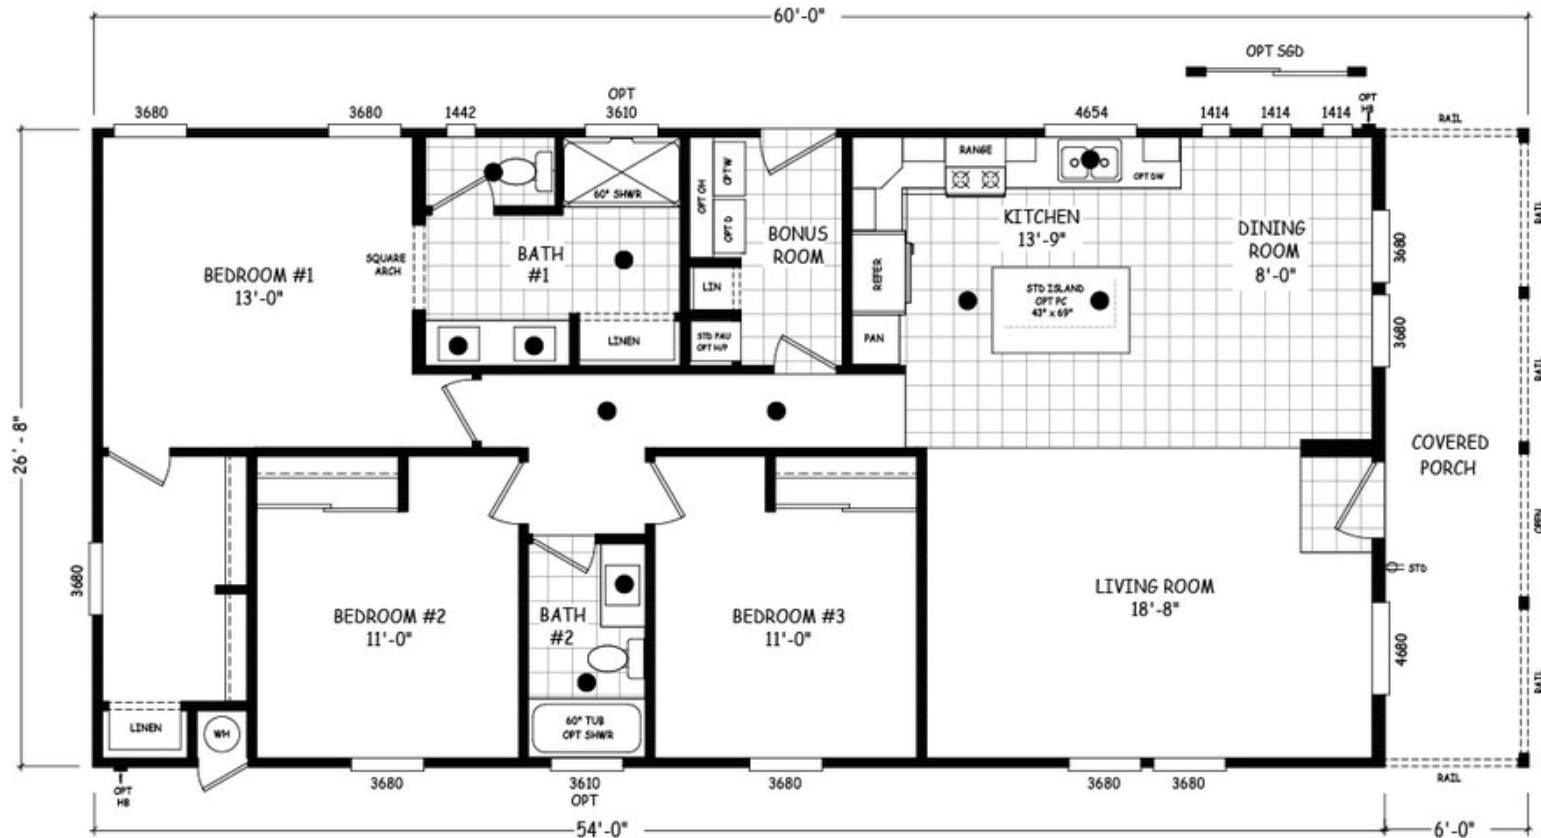 60'-0"
OPT SGD
3680
3680
1442
OPT
3610
4654
1414
1414
1414
OPT
HB
RAIL
60" SHWR
OPT OH
OPT W
OPT D
RANGE
OPT DW
RAIL
BEDROOM #1
13'-0"
SQUARE
ARCH
BATH
#1
BONUS
ROOM
KITCHEN
13'-9"
DINING
ROOM
8'-0"
3680
REFER
LIN
STD ISLAND
OPT PC
43" x 69"
LINEN
STD FAU
OPT H/P
PAN
3680
RAIL
26'-8"
COVERED
PORCH
OPEN
3680
BEDROOM #2
11'-0"
BATH
#2
BEDROOM #3
11'-0"
LIVING ROOM
18'-8"
STD
4680
RAIL
LINEN
WH
60" TUB
OPT SHWR
OPT
HB
3680
3610
OPT
3680
3680
3680
RAIL
54'-0"
6'-0"